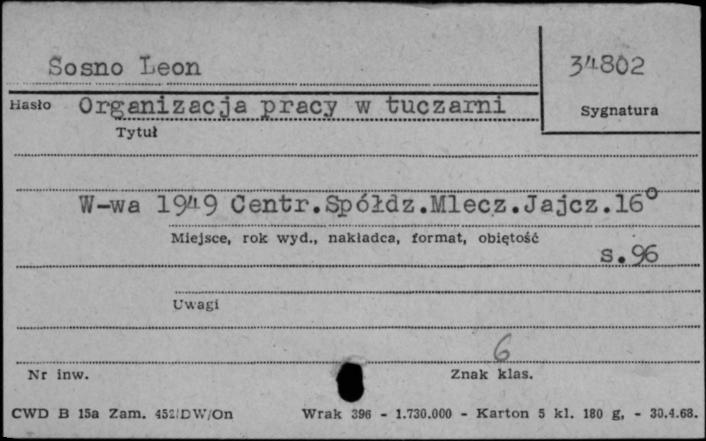 Sosno Leon
34802
Hasło Organizacja pracy w tuczarni
Sygnatura
Tytuł
W-wa 1949 Centr.Spółdz.Mlecz.Jajcz.16°
Miejsce, rok wyd., nakładca, format, objętość
s.96
Uwagi
6
Nr inw.
Znak klas.
CWD B 15a Zam. 452/DW/On Wrak 396 - 1.730.000 - Karton 5 kl. 180 g, - 30.4.68.